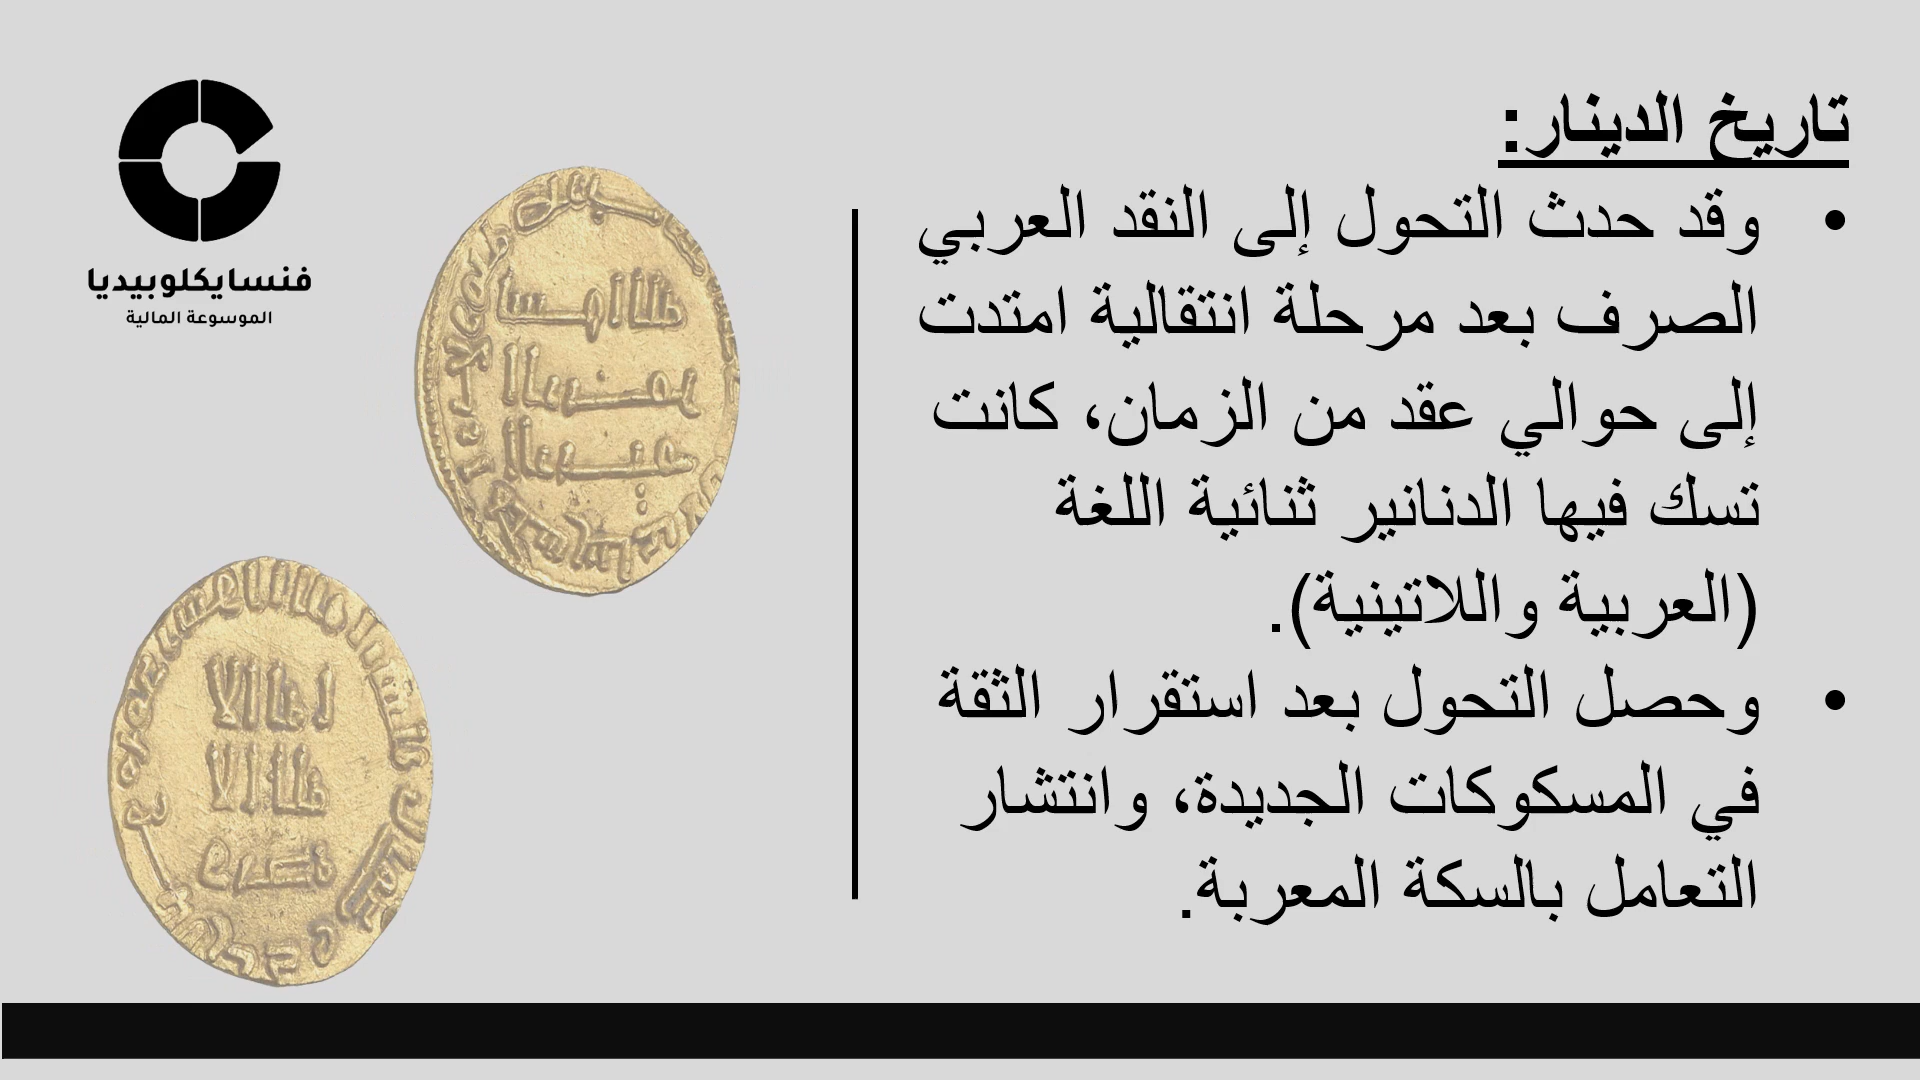 تاريخ الدينار:
• وقد حدث التحول إلى النقد العربي
الصرف بعد مرحلة انتقالية امتدت
إلى حوالي عقد من الزمان، كانت
تسك فيها الدنانير ثنائية اللغة
(العربية واللاتينية).
• وحصل التحول بعد استقرار الثقة
في المسكوكات الجديدة، وانتشار
التعامل بالسكة المعربة.
فنسايكلوبيديا
الموسوعة المالية